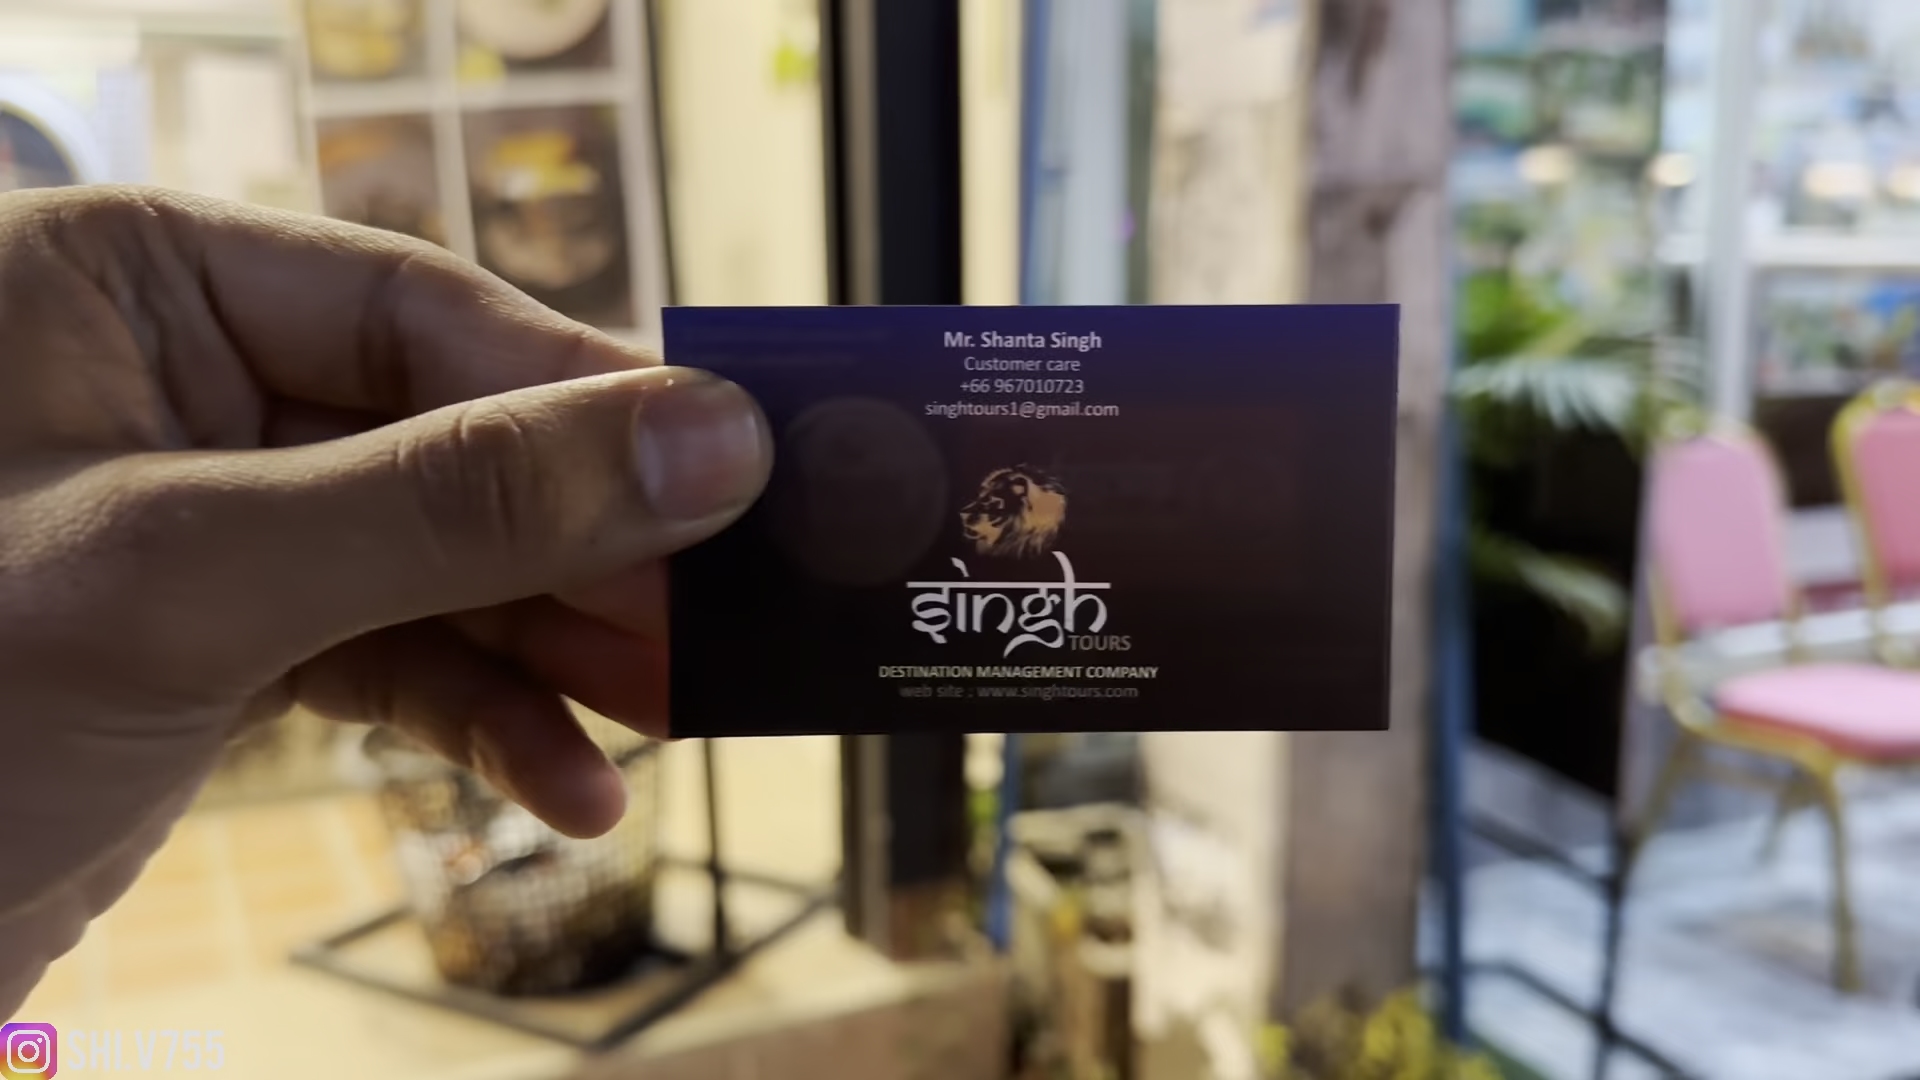 Mr. Shanta Singh
Customer care
+66 967010723
singhtours1@gmail.com
singh
TOURS
DESTINATION MANAGEMENT COMPANY
web site ; www.singhtours.com
SHI.V755